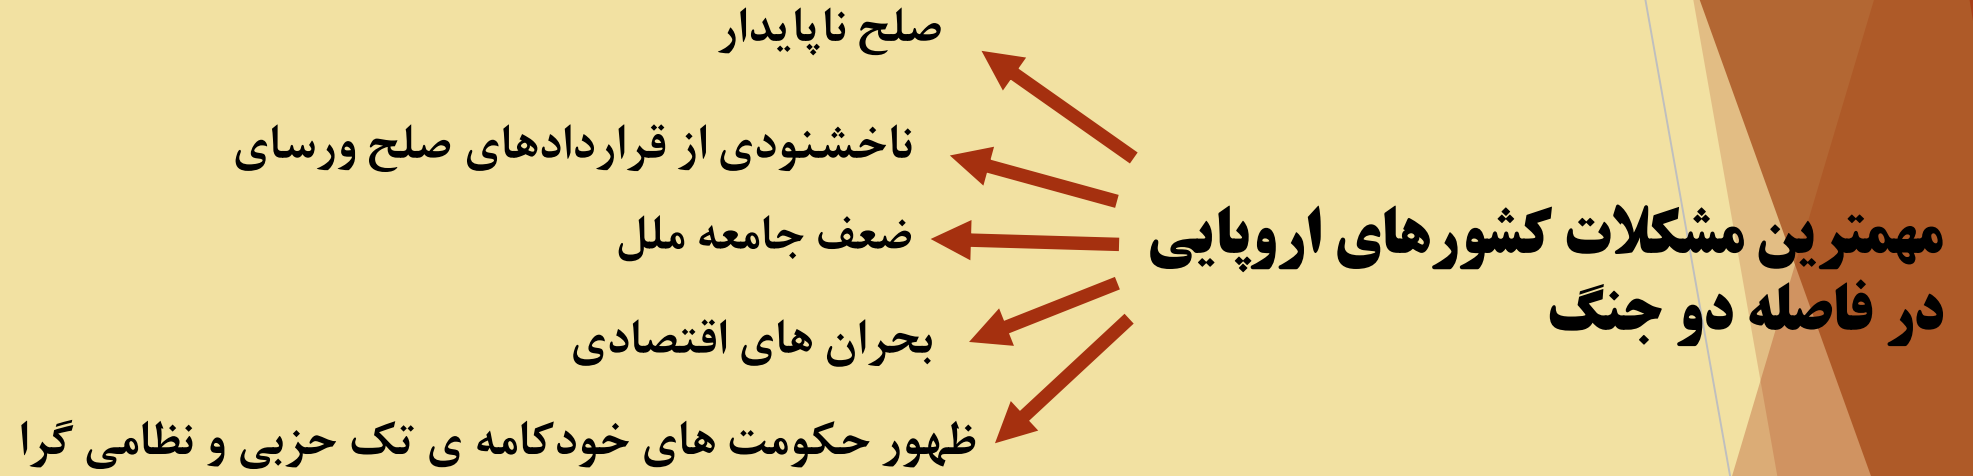 مهمترین مشکلات کشورهای اروپایی
در فاصله دو جنگ
صلح ناپایدار
ناخشنودی از قراردادهای صلح ورسای
ضعف جامعه ملل
بحران های اقتصادی
ظهور حکومت های خودکامه ی تک حزبی و نظامی گرا